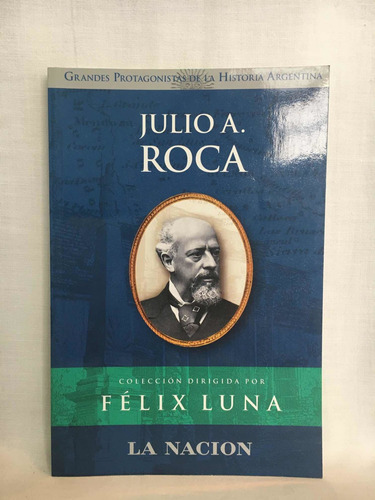 GRANDES PROTAGONISTAS DE LA HISTORIA ARGENTINA
JULIO A.
ROCA
COLECCIÓN DIRIGIDA POR
FÉLIX LUNA
LA NACION